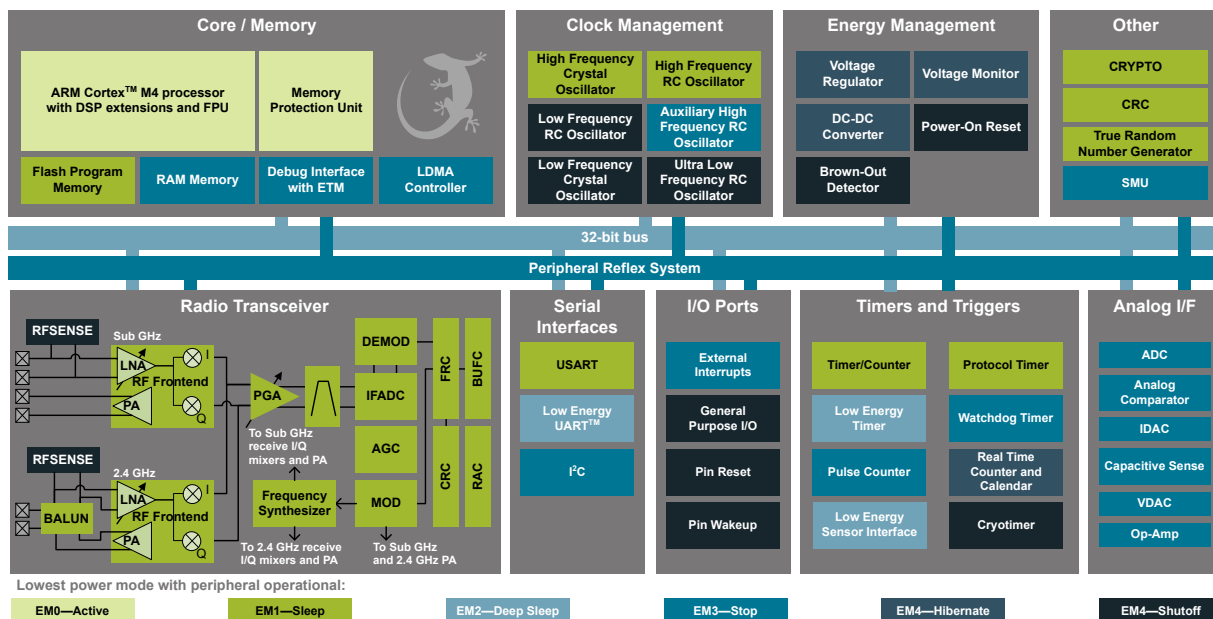 Core / Memory
ARM Cortex™ M4 processor
with DSP extensions and FPU
Memory
Protection Unit
Flash Program
Memory
RAM Memory
Debug Interface
with ETM
LDMA
Controller
Clock Management
High Frequency
Crystal
Oscillator
High Frequency
RC Oscillator
Low Frequency
RC Oscillator
Auxiliary High
Frequency RC
Oscillator
Low Frequency
Crystal
Oscillator
Ultra Low
Frequency RC
Oscillator
Energy Management
Voltage
Regulator
Voltage Monitor
DC-DC
Converter
Power-On Reset
Brown-Out
Detector
Other
CRYPTO
CRC
True Random
Number Generator
SMU
32-bit bus
Peripheral Reflex System
Radio Transceiver
RFSENSE
Sub GHz
LNA
RF Frontend
PA
I
Q
PGA
DEMOD
IFADC
AGC
MOD
FRC
BUFC
CRC
RAC
To Sub GHz
receive I/Q
mixers and PA
RFSENSE
2.4 GHz
LNA
RF Frontend
PA
I
Q
BALUN
Frequency
Synthesizer
To 2.4 GHz receive
I/Q mixers and PA
To Sub GHz
and 2.4 GHz PA
Serial
Interfaces
USART
Low Energy
UART™
I²C
I/O Ports
External
Interrupts
General
Purpose I/O
Pin Reset
Pin Wakeup
Timers and Triggers
Timer/Counter
Protocol Timer
Low Energy
Timer
Watchdog Timer
Pulse Counter
Real Time
Counter and
Calendar
Low Energy
Sensor Interface
Cryotimer
Analog I/F
ADC
Analog
Comparator
IDAC
Capacitive Sense
VDAC
Op-Amp
Lowest power mode with peripheral operational:
EM0—Active
EM1—Sleep
EM2—Deep Sleep
EM3—Stop
EM4—Hibernate
EM4—Shutoff